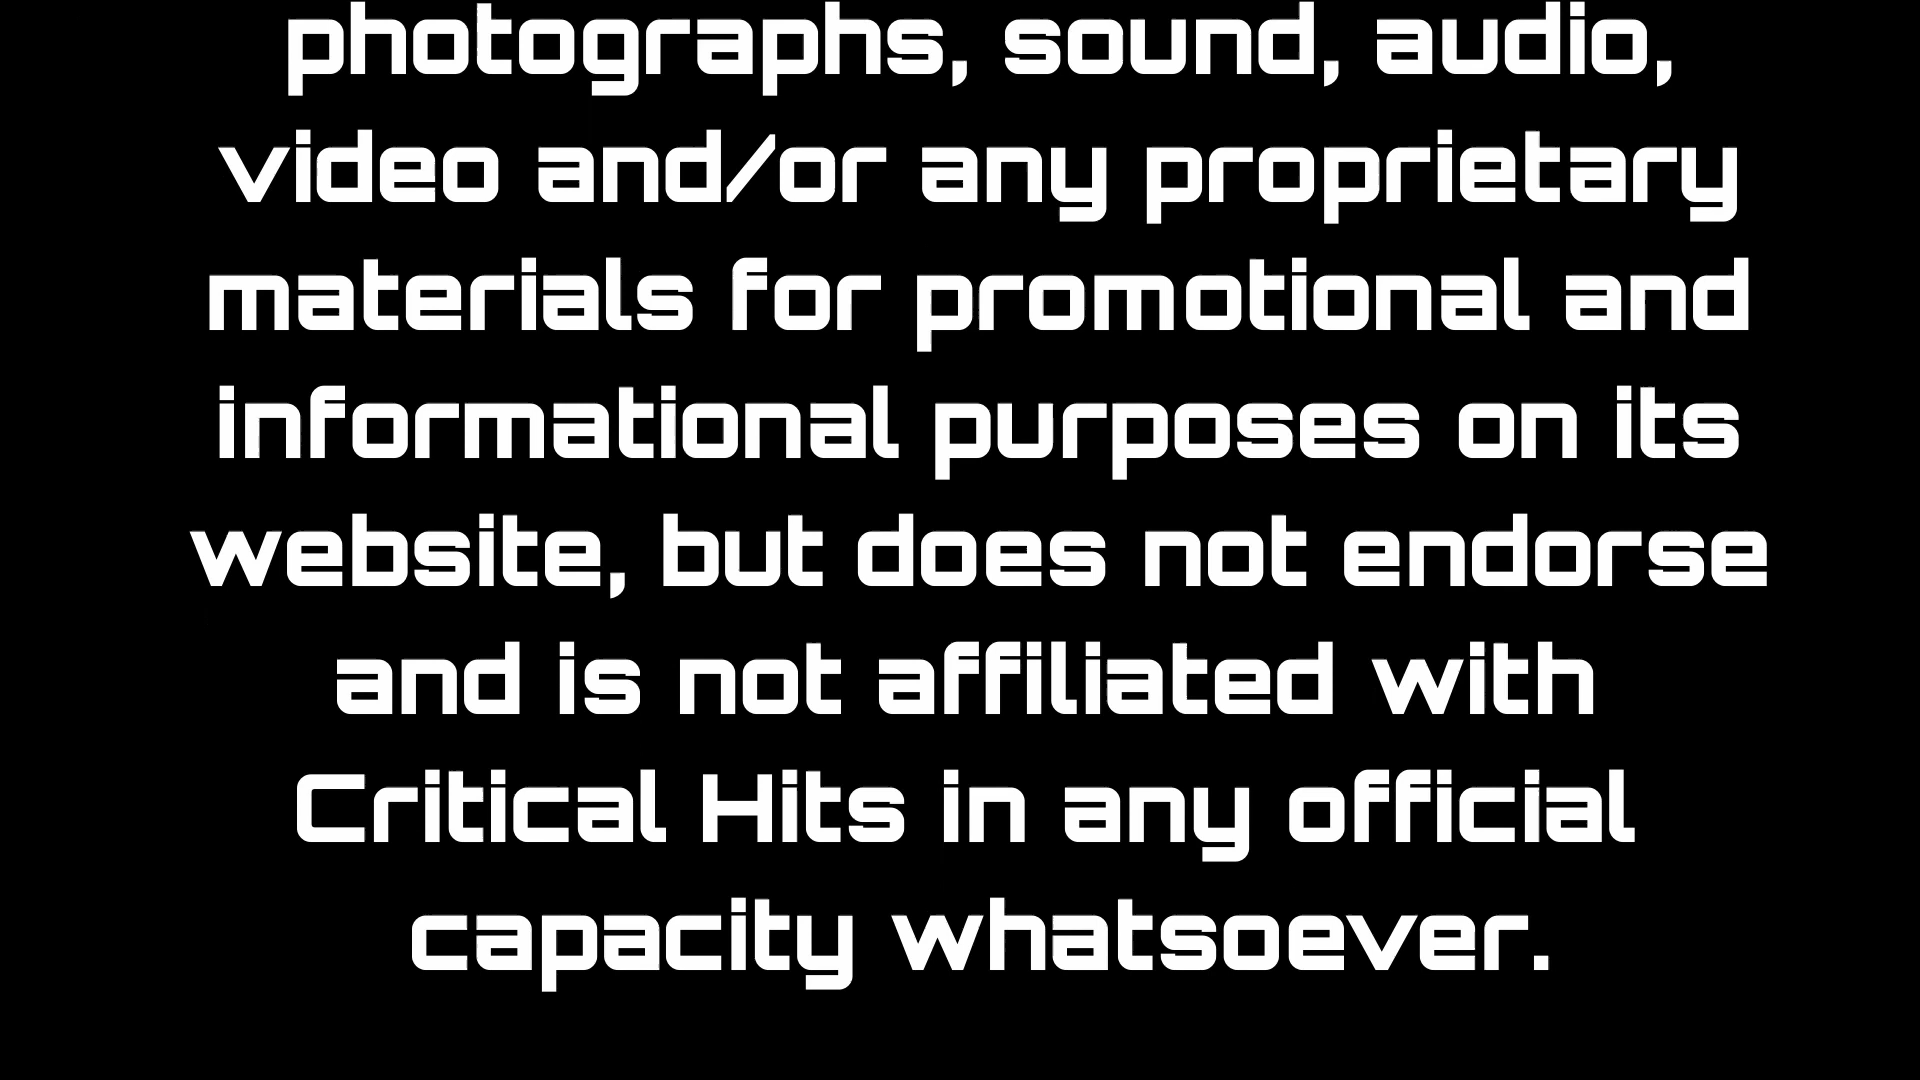 photographs, sound, audio,
video and/or any proprietary
materials for promotional and
informational purposes on its
website, but does not endorse
and is not affiliated with
Critical Hits in any official
capacity whatsoever.